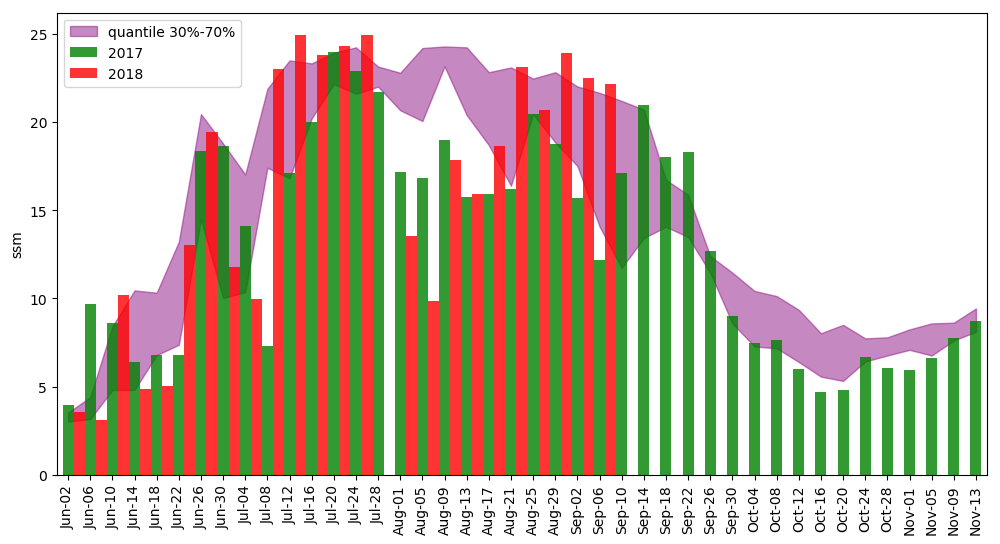 quantile 30%-70%
2017
2018
ssm
25
20
15
10
5
0
Jun-02
Jun-06
Jun-10
Jun-14
Jun-18
Jun-22
Jun-26
Jun-30
Jul-04
Jul-08
Jul-12
Jul-16
Jul-20
Jul-24
Jul-28
Aug-01
Aug-05
Aug-09
Aug-13
Aug-17
Aug-21
Aug-25
Aug-29
Sep-02
Sep-06
Sep-10
Sep-14
Sep-18
Sep-22
Sep-26
Sep-30
Oct-04
Oct-08
Oct-12
Oct-16
Oct-20
Oct-24
Oct-28
Nov-01
Nov-05
Nov-09
Nov-13